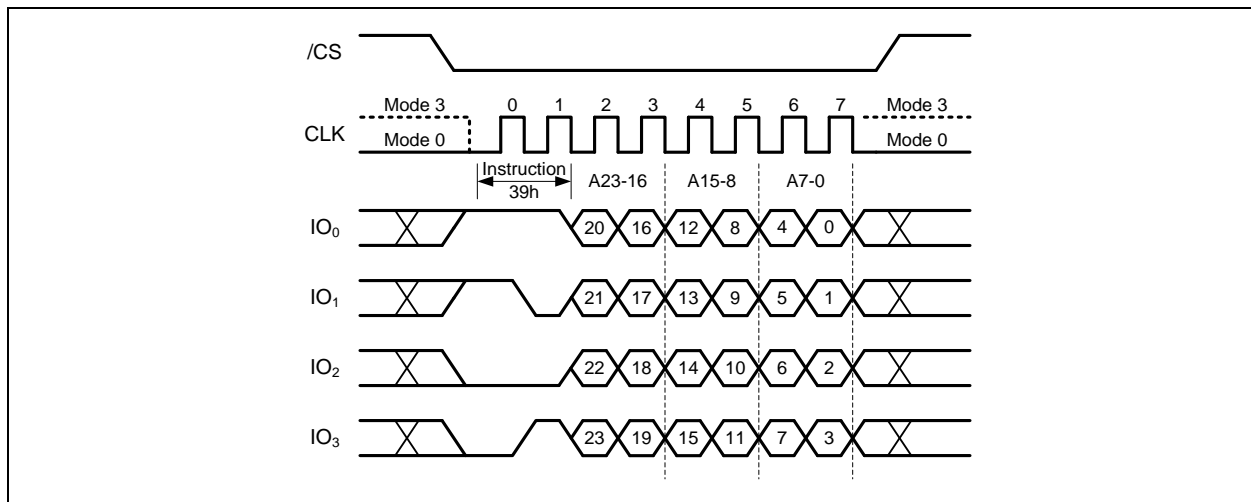 /CS
Mode 3 0 1 2 3 4 5 6 7 Mode 3
CLK
Mode 0 Mode 0
Instruction A23-16 A15-8 A7-0
39h
IO₀ 20 16 12 8 4 0
IO₁ 21 17 13 9 5 1
IO₂ 22 18 14 10 6 2
IO₃ 23 19 15 11 7 3